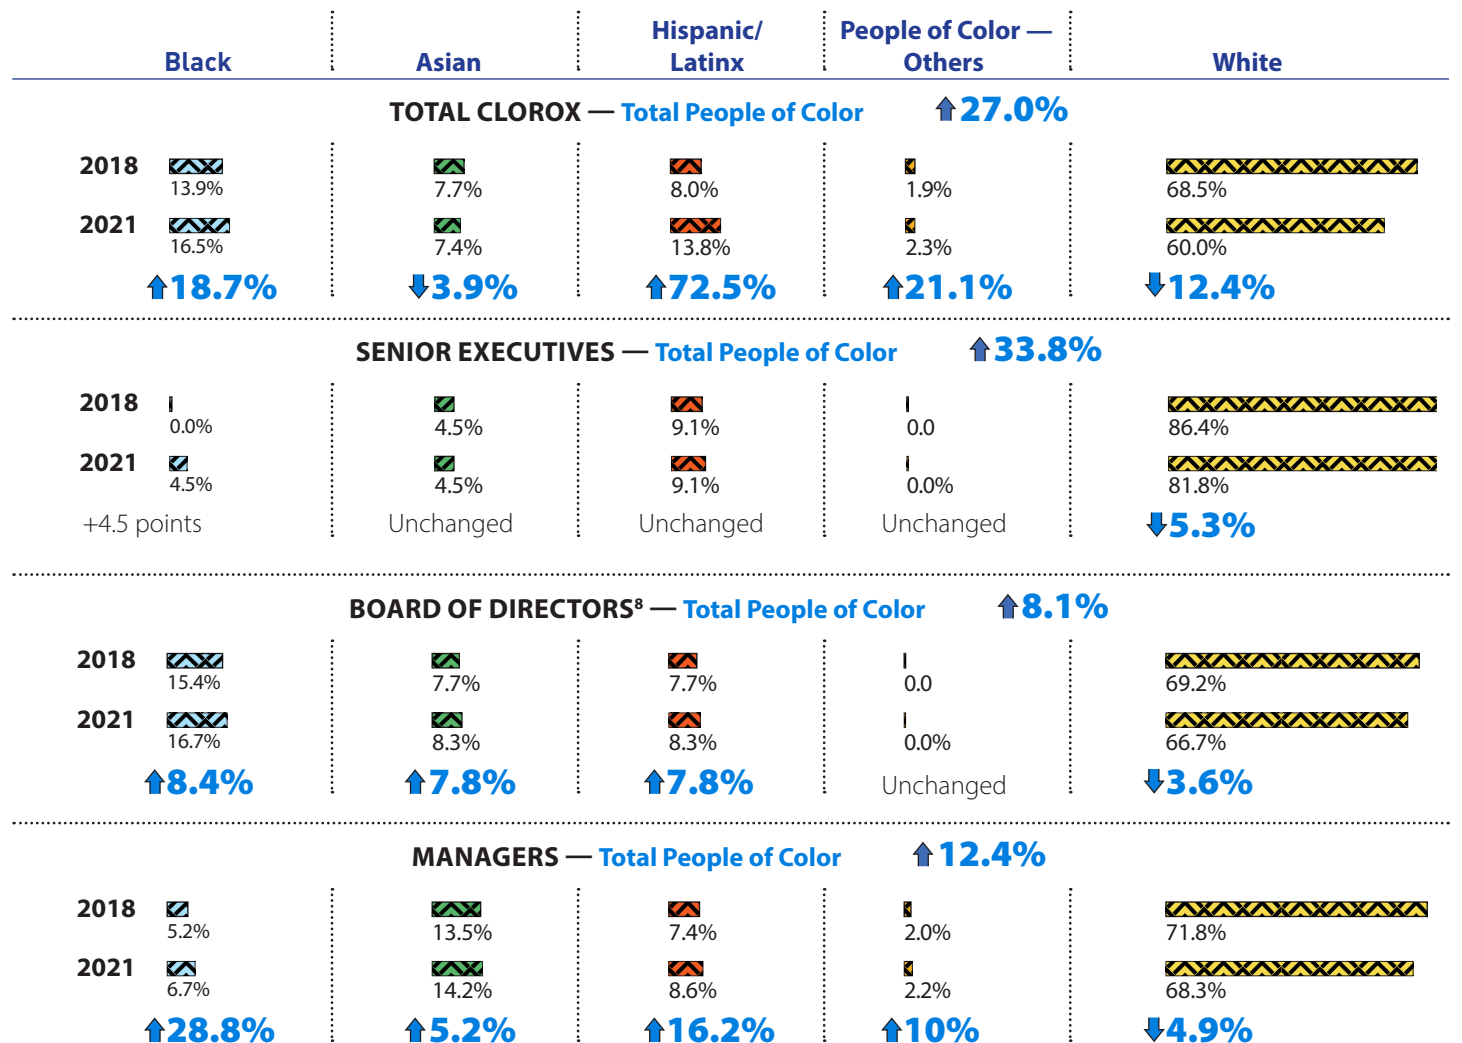 Black Asian Hispanic/ Latinx People of Color — Others White
TOTAL CLOROX — Total People of Color 27.0%
2018 13.9% 7.7% 8.0% 1.9% 68.5%
2021 16.5% 7.4% 13.8% 2.3% 60.0%
18.7% 3.9% 72.5% 21.1% 12.4%
SENIOR EXECUTIVES — Total People of Color 33.8%
2018 0.0% 4.5% 9.1% 0.0 86.4%
2021 4.5% 4.5% 9.1% 0.0% 81.8%
+4.5 points Unchanged Unchanged Unchanged 5.3%
BOARD OF DIRECTORS⁸ — Total People of Color 8.1%
2018 15.4% 7.7% 7.7% 0.0 69.2%
2021 16.7% 8.3% 8.3% 0.0% 66.7%
8.4% 7.8% 7.8% Unchanged 3.6%
MANAGERS — Total People of Color 12.4%
2018 5.2% 13.5% 7.4% 2.0% 71.8%
2021 6.7% 14.2% 8.6% 2.2% 68.3%
28.8% 5.2% 16.2% 10% 4.9%